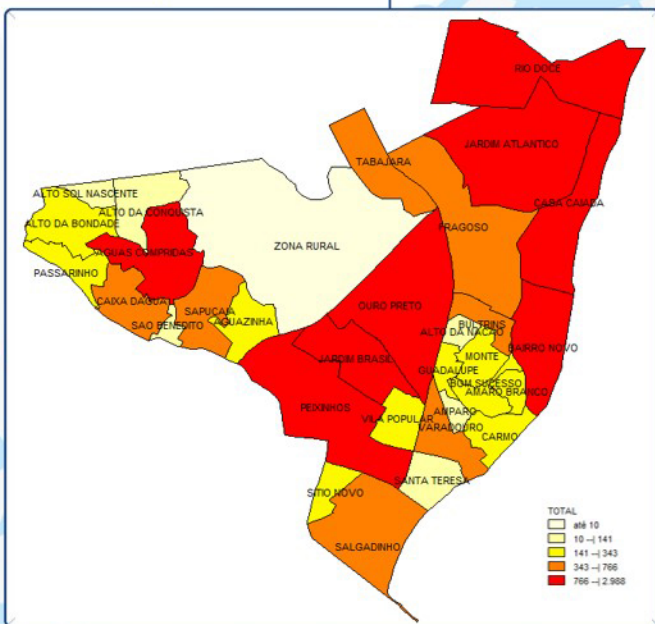 RIO DOCE
JARDIM ATLANTICO
TABAJARA
CASA CAIADA
ALTO SOL NASCENTE
ALTO DA CONQUISTA
ALTO DA BONDADE
FRAGOSO
ZONA RURAL
AGUAS COMPRIDAS
PASSARINHO
CAIXA DAGUA
SAPUCAIA
OURO PRETO
SAO BENEDITO
AGUAZINHA
BULTRINS
ALTO DA NACAO
BAIRRO NOVO
JARDIM BRASIL
MONTE
GUADALUPE
BOM SUCESSO
AMARO BRANCO
PEIXINHOS
AMPARO
VILA POPULAR
VARADOURO
CARMO
SANTA TERESA
SITIO NOVO
SALGADINHO
TOTAL
até 10
10 --| 141
141 --| 343
343 --| 766
766 --| 2.988